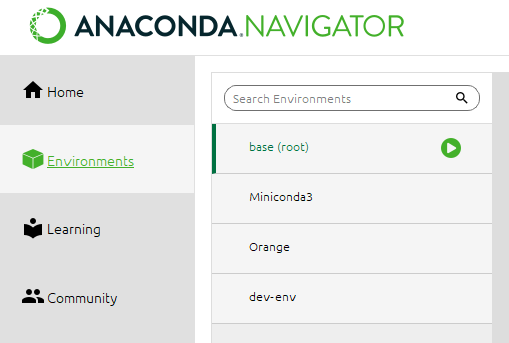 ANACONDA.NAVIGATOR
Home
Environments
Learning
Community
Search Environments
base (root)
Miniconda3
Orange
dev-env